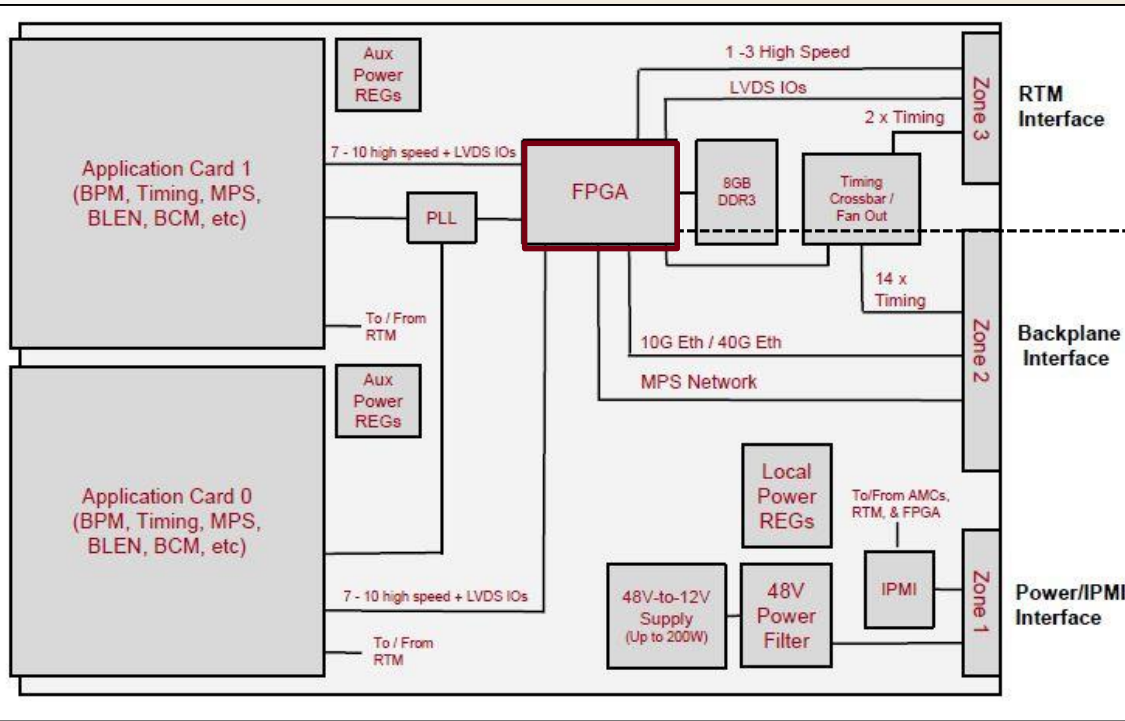 Application Card 1
(BPM, Timing, MPS,
BLEN, BCM, etc)
Aux
Power
REGs
7 - 10 high speed + LVDS IOs
PLL
To / From
RTM
FPGA
8GB
DDR3
1 -3 High Speed
LVDS IOs
2 x Timing
Timing
Crossbar /
Fan Out
Zone 3
RTM
Interface
14 x
Timing
10G Eth / 40G Eth
MPS Network
Zone 2
Backplane
Interface
Application Card 0
(BPM, Timing, MPS,
BLEN, BCM, etc)
Aux
Power
REGs
7 - 10 high speed + LVDS IOs
To / From
RTM
Local
Power
REGs
To/From AMCs,
RTM, & FPGA
48V-to-12V
Supply
(Up to 200W)
48V
Power
Filter
IPMI
Zone 1
Power/IPMI
Interface